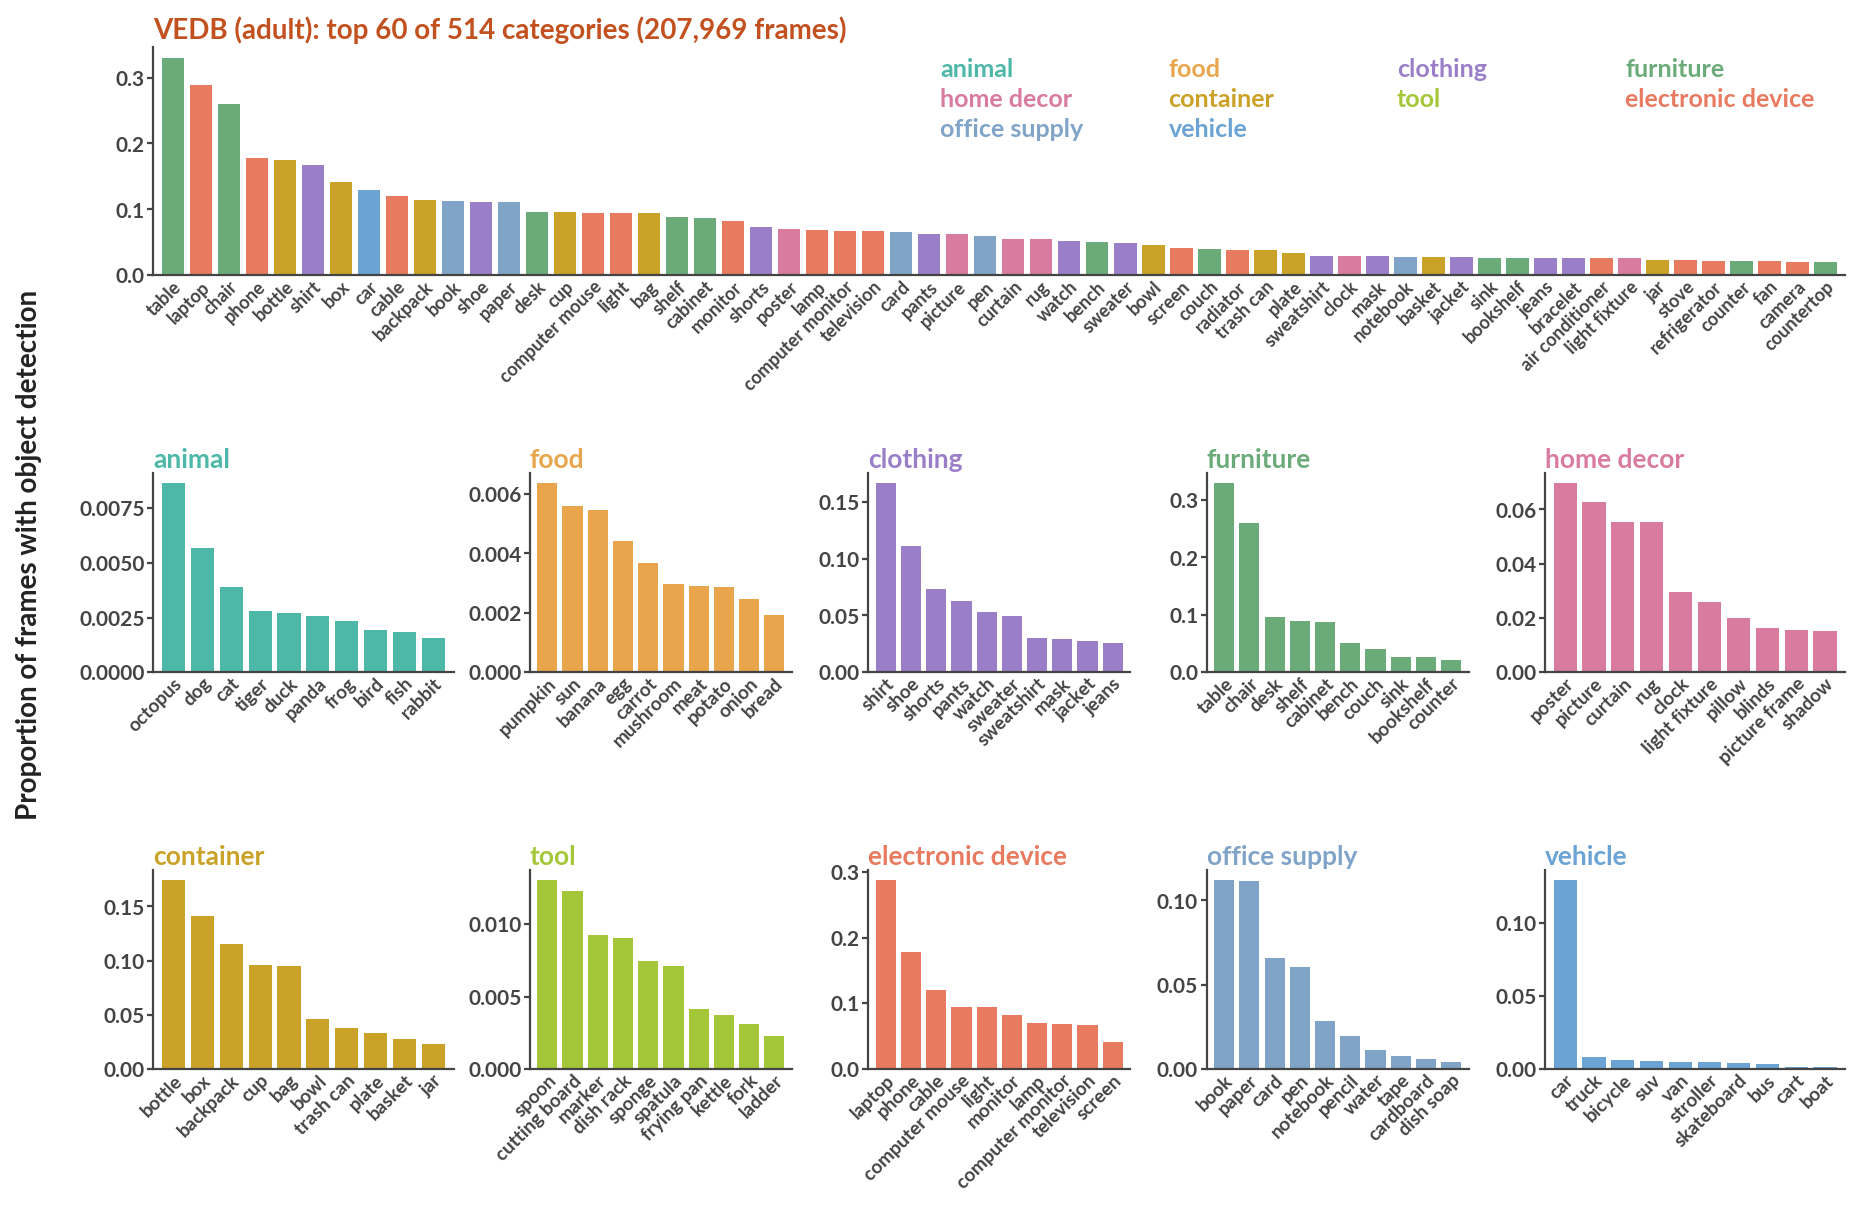 VEDB (adult): top 60 of 514 categories (207,969 frames)
animal food clothing furniture
home decor container tool electronic device
office supply vehicle
0.3
0.2
0.1
0.0
table laptop chair phone bottle shirt box car cable backpack book shoe paper desk cup computer mouse light bag shelf cabinet monitor shorts poster lamp computer monitor television card pants picture pen curtain rug watch bench sweater bowl screen couch radiator trash can plate sweatshirt clock mask notebook basket jacket sink bookshelf jeans bracelet air conditioner light fixture jar stove refrigerator counter fan camera countertop
Proportion of frames with object detection
animal
0.0075
0.0050
0.0025
0.0000
octopus dog cat tiger duck panda frog bird fish rabbit
food
0.006
0.004
0.002
0.000
pumpkin sun banana egg carrot mushroom meat potato onion bread
clothing
0.15
0.10
0.05
0.00
shirt shoe shorts pants watch sweater sweatshirt mask jacket jeans
furniture
0.3
0.2
0.1
0.0
table chair desk shelf cabinet bench couch sink bookshelf counter
home decor
0.06
0.04
0.02
0.00
poster picture curtain rug clock light fixture pillow blinds picture frame shadow
container
0.15
0.10
0.05
0.00
bottle box backpack cup bag bowl trash can plate basket jar
tool
0.010
0.005
0.000
spoon cutting board marker dish rack sponge spatula frying pan kettle fork ladder
electronic device
0.3
0.2
0.1
0.0
laptop phone cable computer mouse light monitor lamp computer monitor television screen
office supply
0.10
0.05
0.00
book paper card pen notebook pencil water tape cardboard dish soap
vehicle
0.10
0.05
0.00
car truck bicycle suv van stroller skateboard bus cart boat